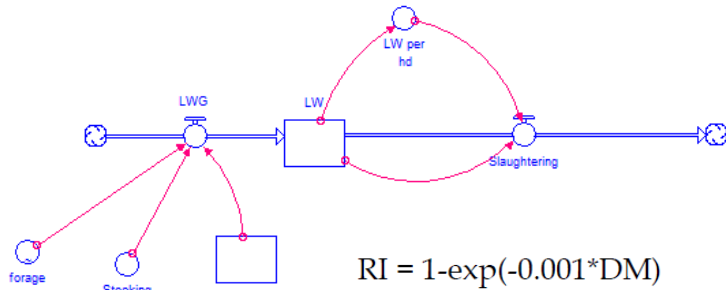 LW per
hd
LWG
LW
Slaughtering
forage
RI = 1-exp(-0.001*DM)